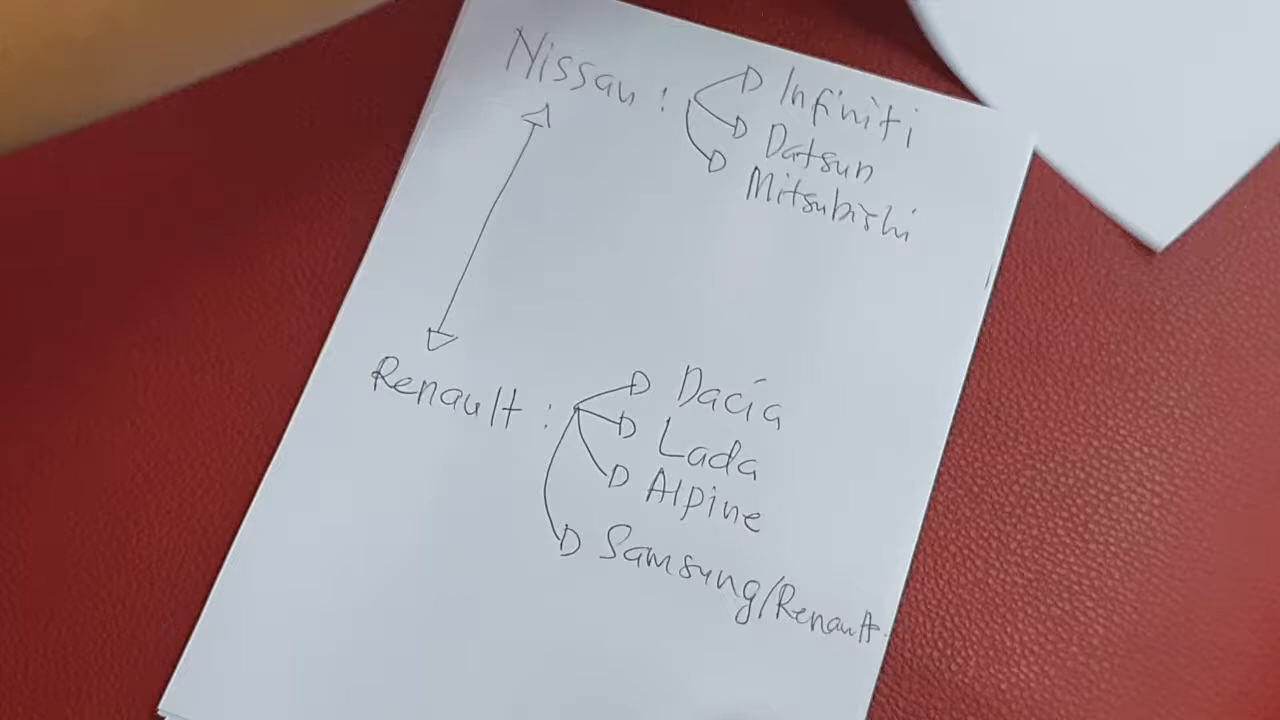 Nissan : Infiniti
Datsun
Mitsubishi
Renault : Dacia
Lada
Alpine
Samsung/Renault.